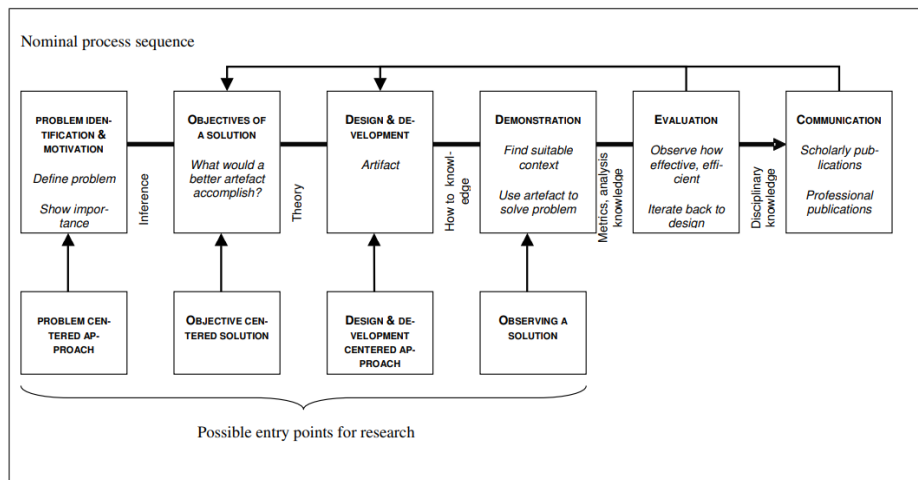 Nominal process sequence
PROBLEM IDEN-
TIFICATION &
MOTIVATION
Define problem
Show impor-
tance
Inference
OBJECTIVES OF
A SOLUTION
What would a
better artefact
accomplish?
Theory
DESIGN & DE-
VELOPMENT
Artifact
How to knowl-
edge
DEMONSTRATION
Find suitable
context
Use artefact to
solve problem
Metrics, analysis
knowledge
EVALUATION
Observe how
effective, effi-
cient
Iterate back to
design
Disciplinary
knowledge
COMMUNICATION
Scholarly pub-
lications
Professional
publications
PROBLEM CEN-
TERED AP-
PROACH
OBJECTIVE CEN-
TERED SOLUTION
DESIGN & DE-
VELOPMENT
CENTERED AP-
PROACH
OBSERVING A
SOLUTION
Possible entry points for research